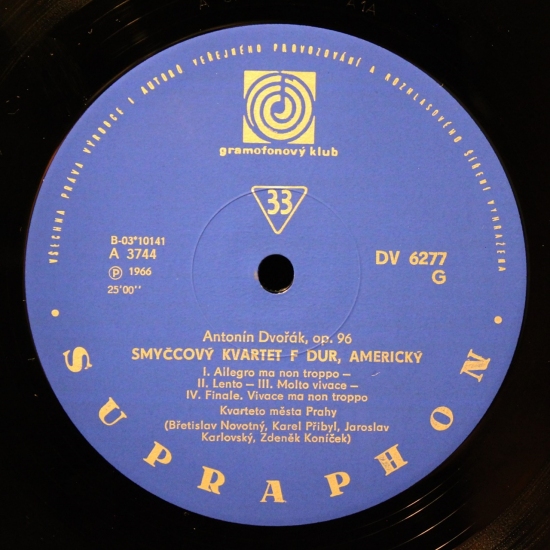 VŠECHNA PRÁVA VÝROBCE I AUTORŮ VEŘEJNÉHO PROVOZOVÁNÍ A ROZHLASOVÉHO ŠÍŘENÍ VYHRAZENA
gramofonový klub
33
B-03*10141
A 3744
Ⓟ 1966
25'00''
DV 6277
G
Antonín Dvořák, op. 96
SMYČCOVÝ KVARTET F DUR, AMERICKÝ
I. Allegro ma non troppo –
II. Lento – III. Molto vivace –
IV. Finale. Vivace ma non troppo
Kvarteto města Prahy
(Břetislav Novotný, Karel Přibyl, Jaroslav
Karlovský, Zdeněk Koníček)
• SUPRAPHON •